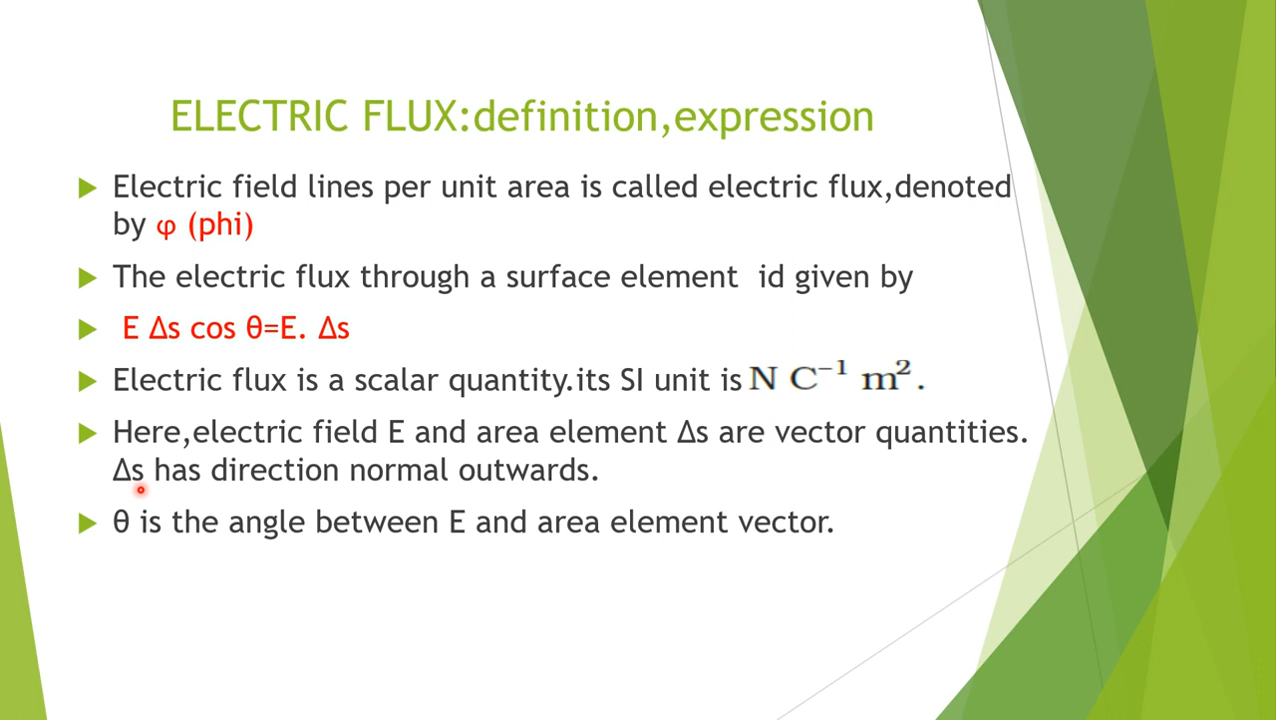 ELECTRIC FLUX:definition,expression
Electric field lines per unit area is called electric flux,denoted
by φ (phi)
The electric flux through a surface element id given by
E Δs cos θ=E. Δs
Electric flux is a scalar quantity.its SI unit is N C⁻¹ m².
Here,electric field E and area element Δs are vector quantities.
Δs has direction normal outwards.
θ is the angle between E and area element vector.